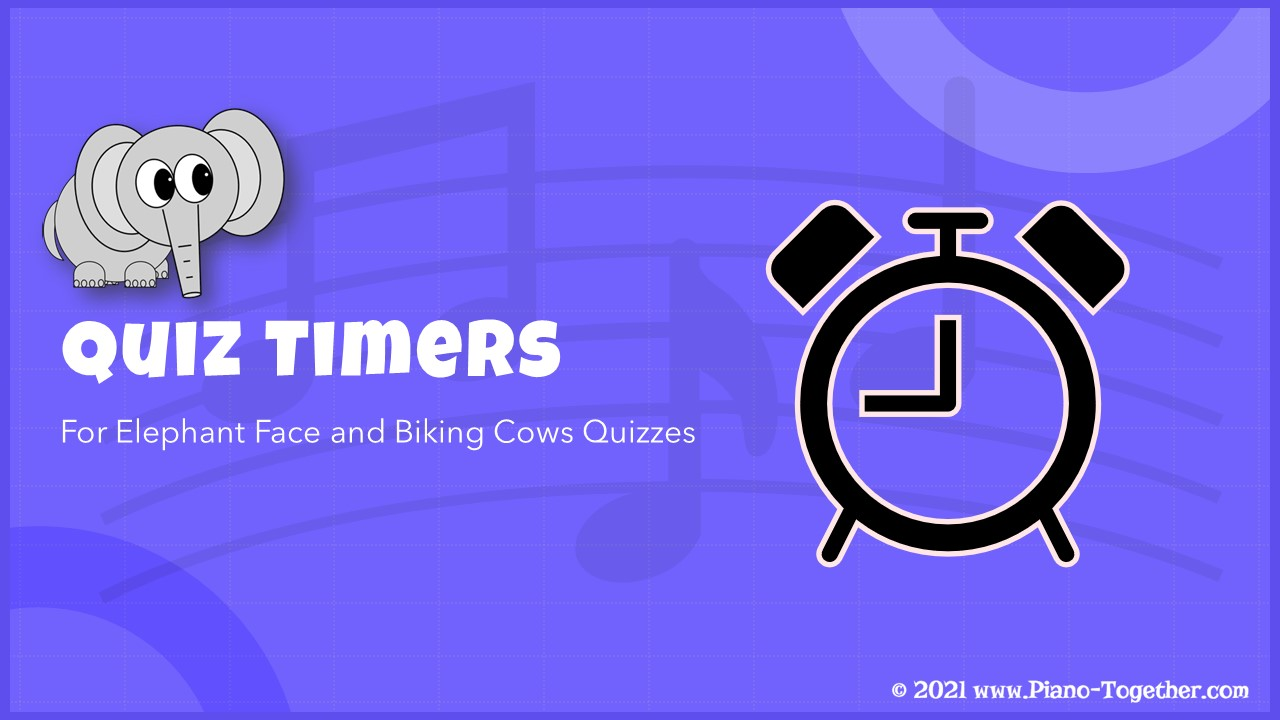 Quiz Timers
For Elephant Face and Biking Cows Quizzes
© 2021 www.Piano-Together.com